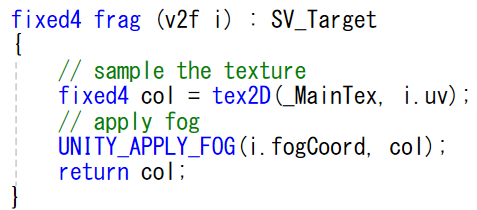 fixed4 frag (v2f i) : SV_Target
{
    // sample the texture
    fixed4 col = tex2D(_MainTex, i.uv);
    // apply fog
    UNITY_APPLY_FOG(i.fogCoord, col);
    return col;
}